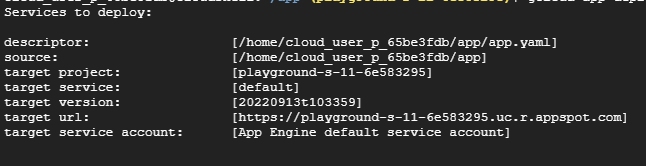 Services to deploy:
descriptor: [/home/cloud_user_p_65be3fdb/app/app.yaml]
source: [/home/cloud_user_p_65be3fdb/app]
target project: [playground-s-11-6e583295]
target service: [default]
target version: [20220913t103359]
target url: [https://playground-s-11-6e583295.uc.r.appspot.com]
target service account: [App Engine default service account]